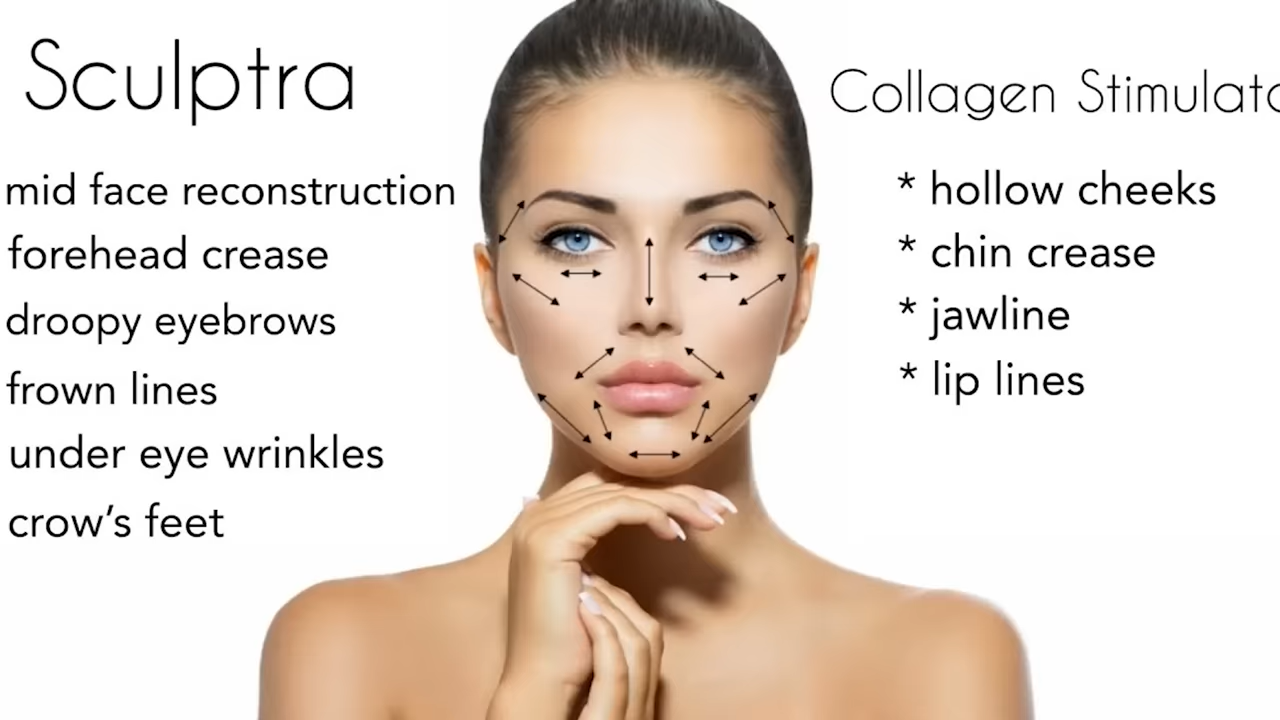 Sculptra
mid face reconstruction
forehead crease
droopy eyebrows
frown lines
under eye wrinkles
crow's feet
Collagen Stimulato
* hollow cheeks
* chin crease
* jawline
* lip lines